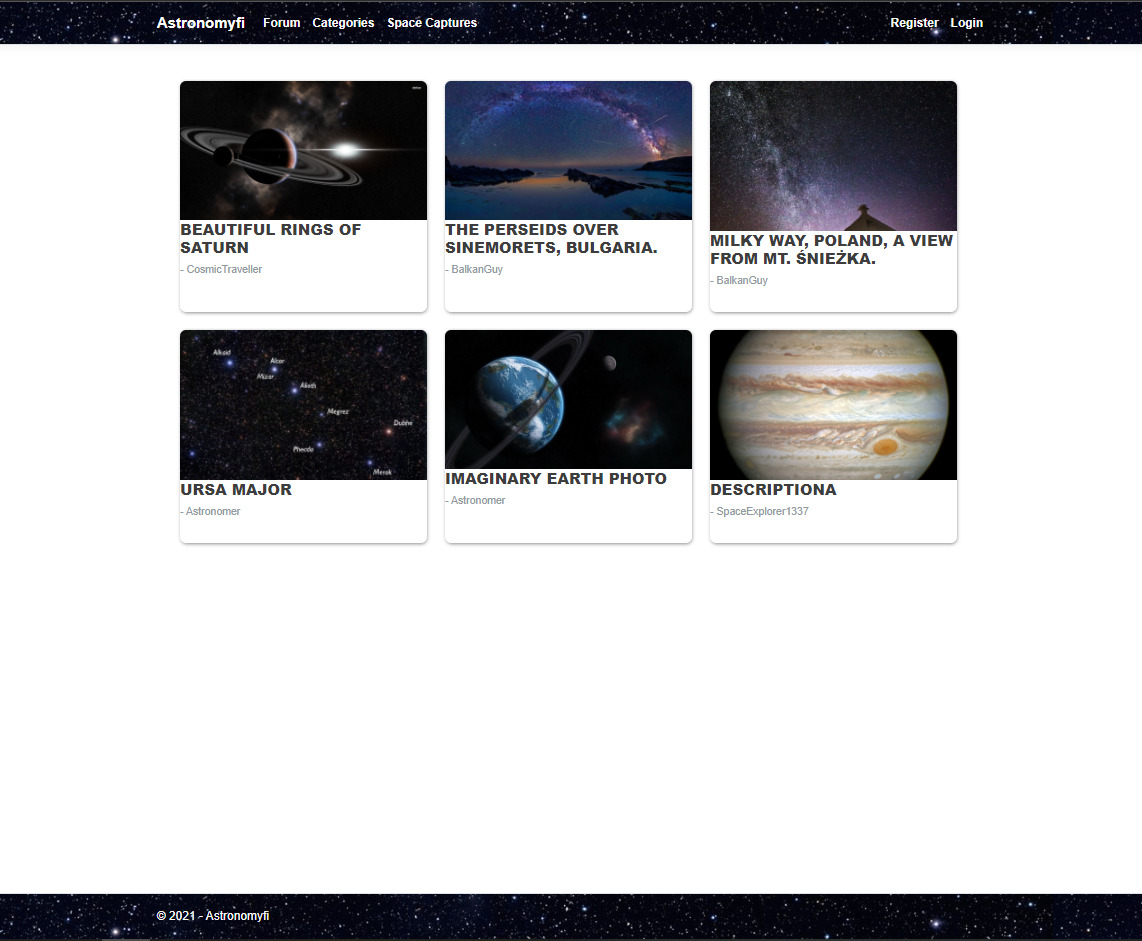 Astronomyfi Forum Categories Space Captures Register Login
BEAUTIFUL RINGS OF
SATURN
- CosmicTraveller
THE PERSEIDS OVER
SINEMORETS, BULGARIA.
- BalkanGuy
MILKY WAY, POLAND, A VIEW
FROM MT. ŚNIEŻKA.
- BalkanGuy
Alkaid
Alcor
Mizar
Alioth
Megrez
Dubhe
Phecda
Merak
URSA MAJOR
- Astronomer
IMAGINARY EARTH PHOTO
- Astronomer
DESCRIPTIONA
- SpaceExplorer1337
© 2021 - Astronomyfi